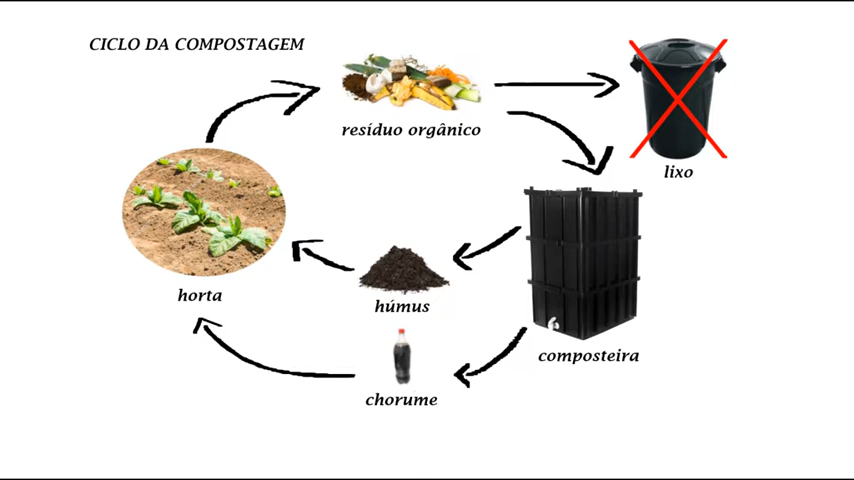 CICLO DA COMPOSTAGEM
resíduo orgânico
lixo
horta
húmus
composteira
chorume